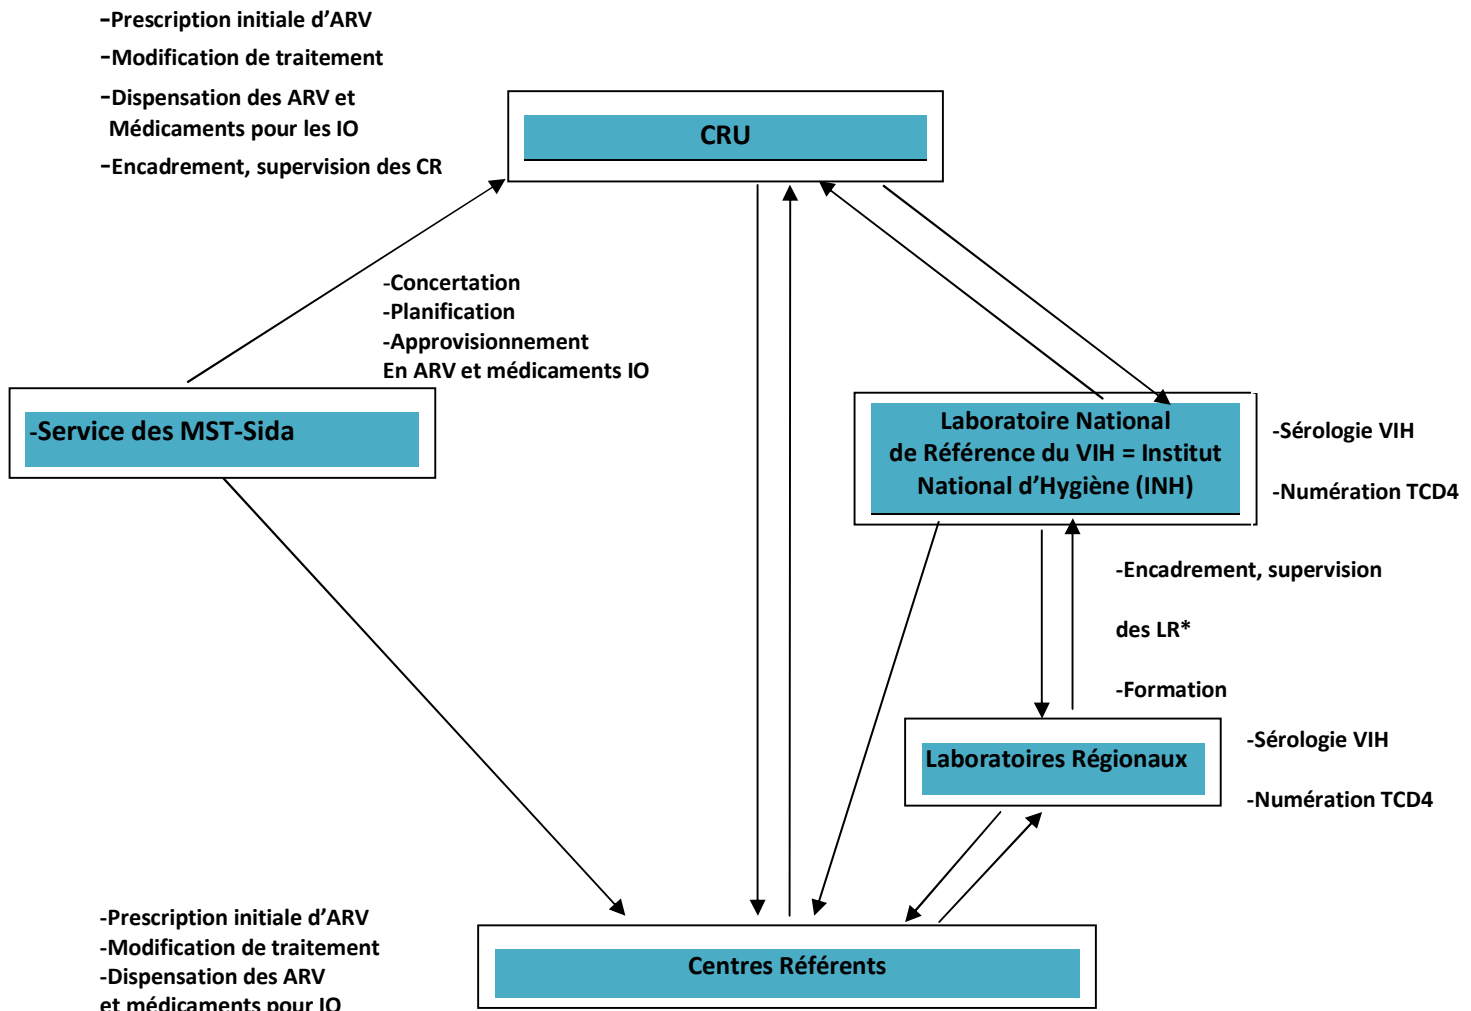 -Prescription initiale d’ARV
-Modification de traitement
-Dispensation des ARV et
Médicaments pour les IO
-Encadrement, supervision des CR
CRU
-Concertation
-Planification
-Approvisionnement
En ARV et médicaments IO
-Service des MST-Sida
Laboratoire National
de Référence du VIH = Institut
National d’Hygiène (INH)
-Sérologie VIH
-Numération TCD4
-Encadrement, supervision
des LR*
-Formation
Laboratoires Régionaux
-Sérologie VIH
-Numération TCD4
-Prescription initiale d’ARV
-Modification de traitement
-Dispensation des ARV
et médicaments pour IO
Centres Référents